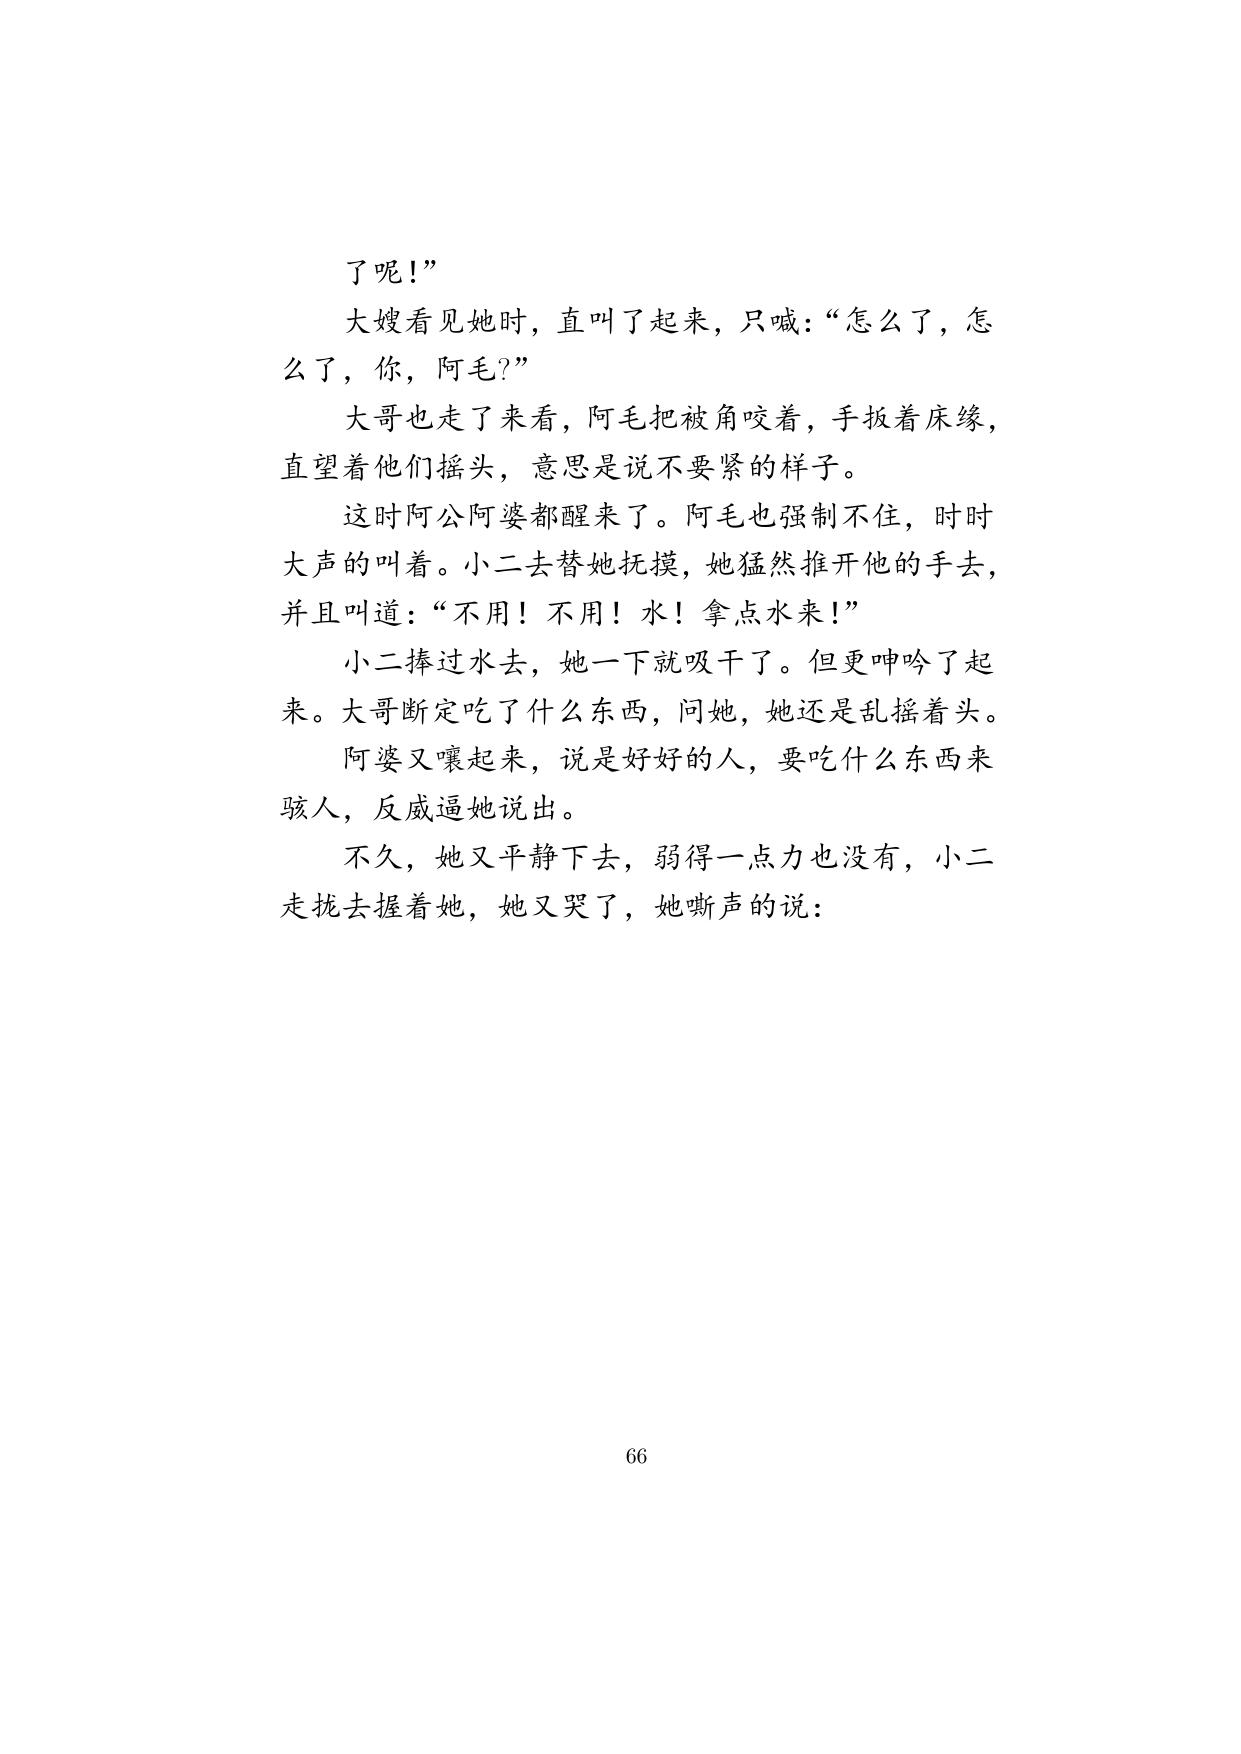 了呢！”
大嫂看见她时，直叫了起来，只喊：“怎么了，怎
么了，你，阿毛?”
大哥也走了来看，阿毛把被角咬着，手扳着床缘，
直望着他们摇头，意思是说不要紧的样子。
这时阿公阿婆都醒来了。阿毛也强制不住，时时
大声的叫着。小二去替她抚摸，她猛然推开他的手去，
并且叫道：“不用！不用！水！拿点水来！”
小二捧过水去，她一下就吸干了。但更呻吟了起
来。大哥断定吃了什么东西，问她，她还是乱摇着头。
阿婆又嚷起来，说是好好的人，要吃什么东西来
骇人，反威逼她说出。
不久，她又平静下去，弱得一点力也没有，小二
走拢去握着她，她又哭了，她嘶声的说：
66